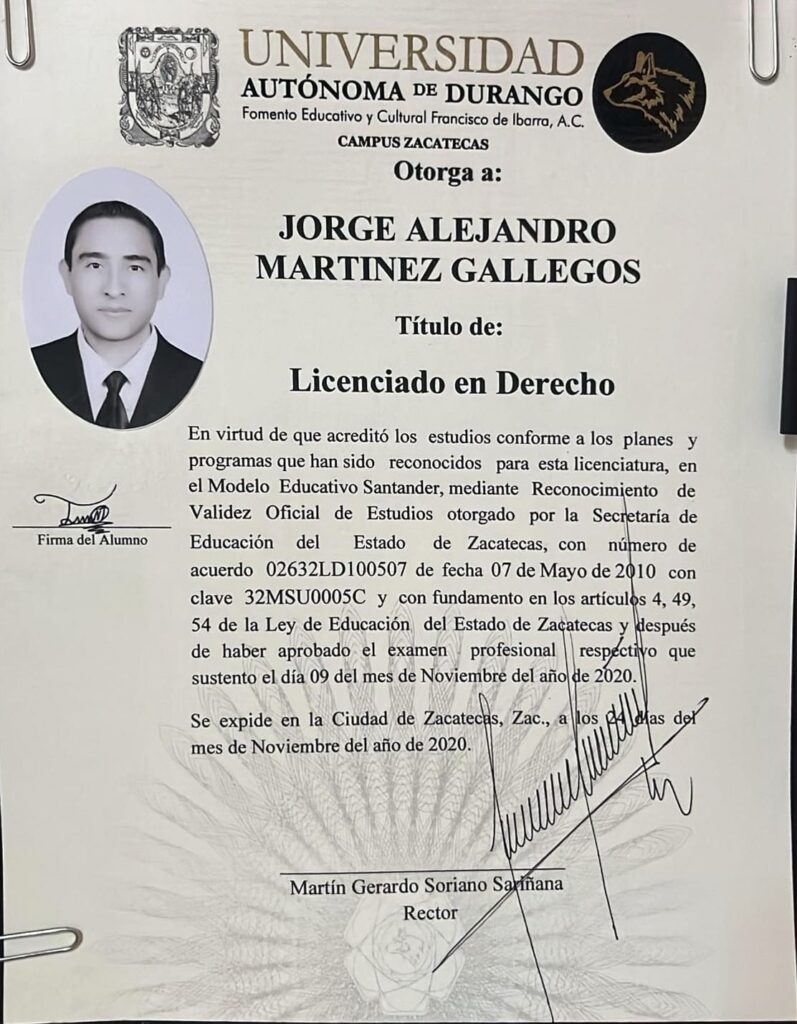 UNIVERSIDAD
AUTÓNOMA DE DURANGO
Fomento Educativo y Cultural Francisco de Ibarra, A.C.
CAMPUS ZACATECAS
Otorga a:
JORGE ALEJANDRO
MARTINEZ GALLEGOS
Título de:
Licenciado en Derecho
En virtud de que acreditó los estudios conforme a los planes y
programas que han sido reconocidos para esta licenciatura, en
el Modelo Educativo Santander, mediante Reconocimiento de
Validez Oficial de Estudios otorgado por la Secretaría de
Educación del Estado de Zacatecas, con número de
acuerdo 02632LD100507 de fecha 07 de Mayo de 2010 con
clave 32MSU0005C y con fundamento en los artículos 4, 49,
54 de la Ley de Educación del Estado de Zacatecas y después
de haber aprobado el examen profesional respectivo que
sustento el día 09 del mes de Noviembre del año de 2020.
Firma del Alumno
Se expide en la Ciudad de Zacatecas, Zac., a los 24 días del
mes de Noviembre del año de 2020.
Martín Gerardo Soriano Sariñana
Rector